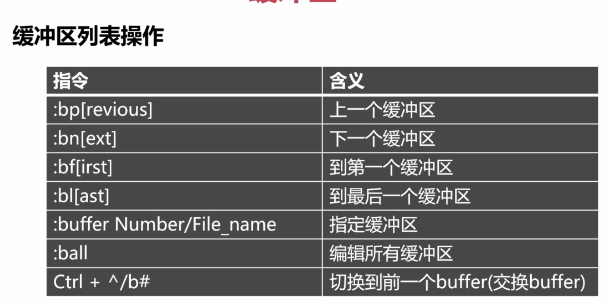 缓冲区列表操作
指令 含义
:bp[revious] 上一个缓冲区
:bn[ext] 下一个缓冲区
:bf[irst] 到第一个缓冲区
:bl[ast] 到最后一个缓冲区
:buffer Number/File_name 指定缓冲区
:ball 编辑所有缓冲区
Ctrl + ^/b# 切换到前一个buffer(交换buffer)